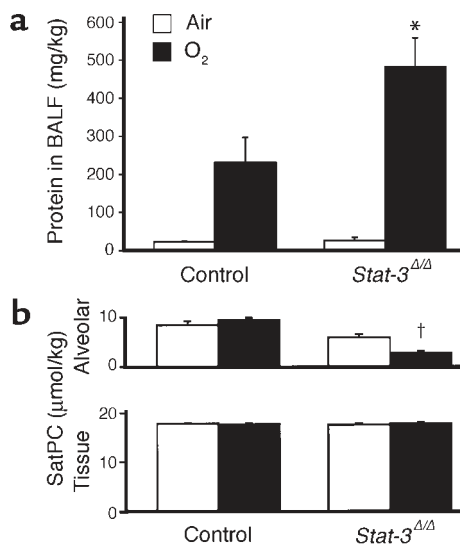 a
Air
O2
Protein in BALF (mg/kg)
600
500
400
300
200
100
0
*
Control
Stat-3Δ/Δ
b
SatPC (μmol/kg)
Alveolar
10
0
†
Tissue
20
10
0
Control
Stat-3Δ/Δ